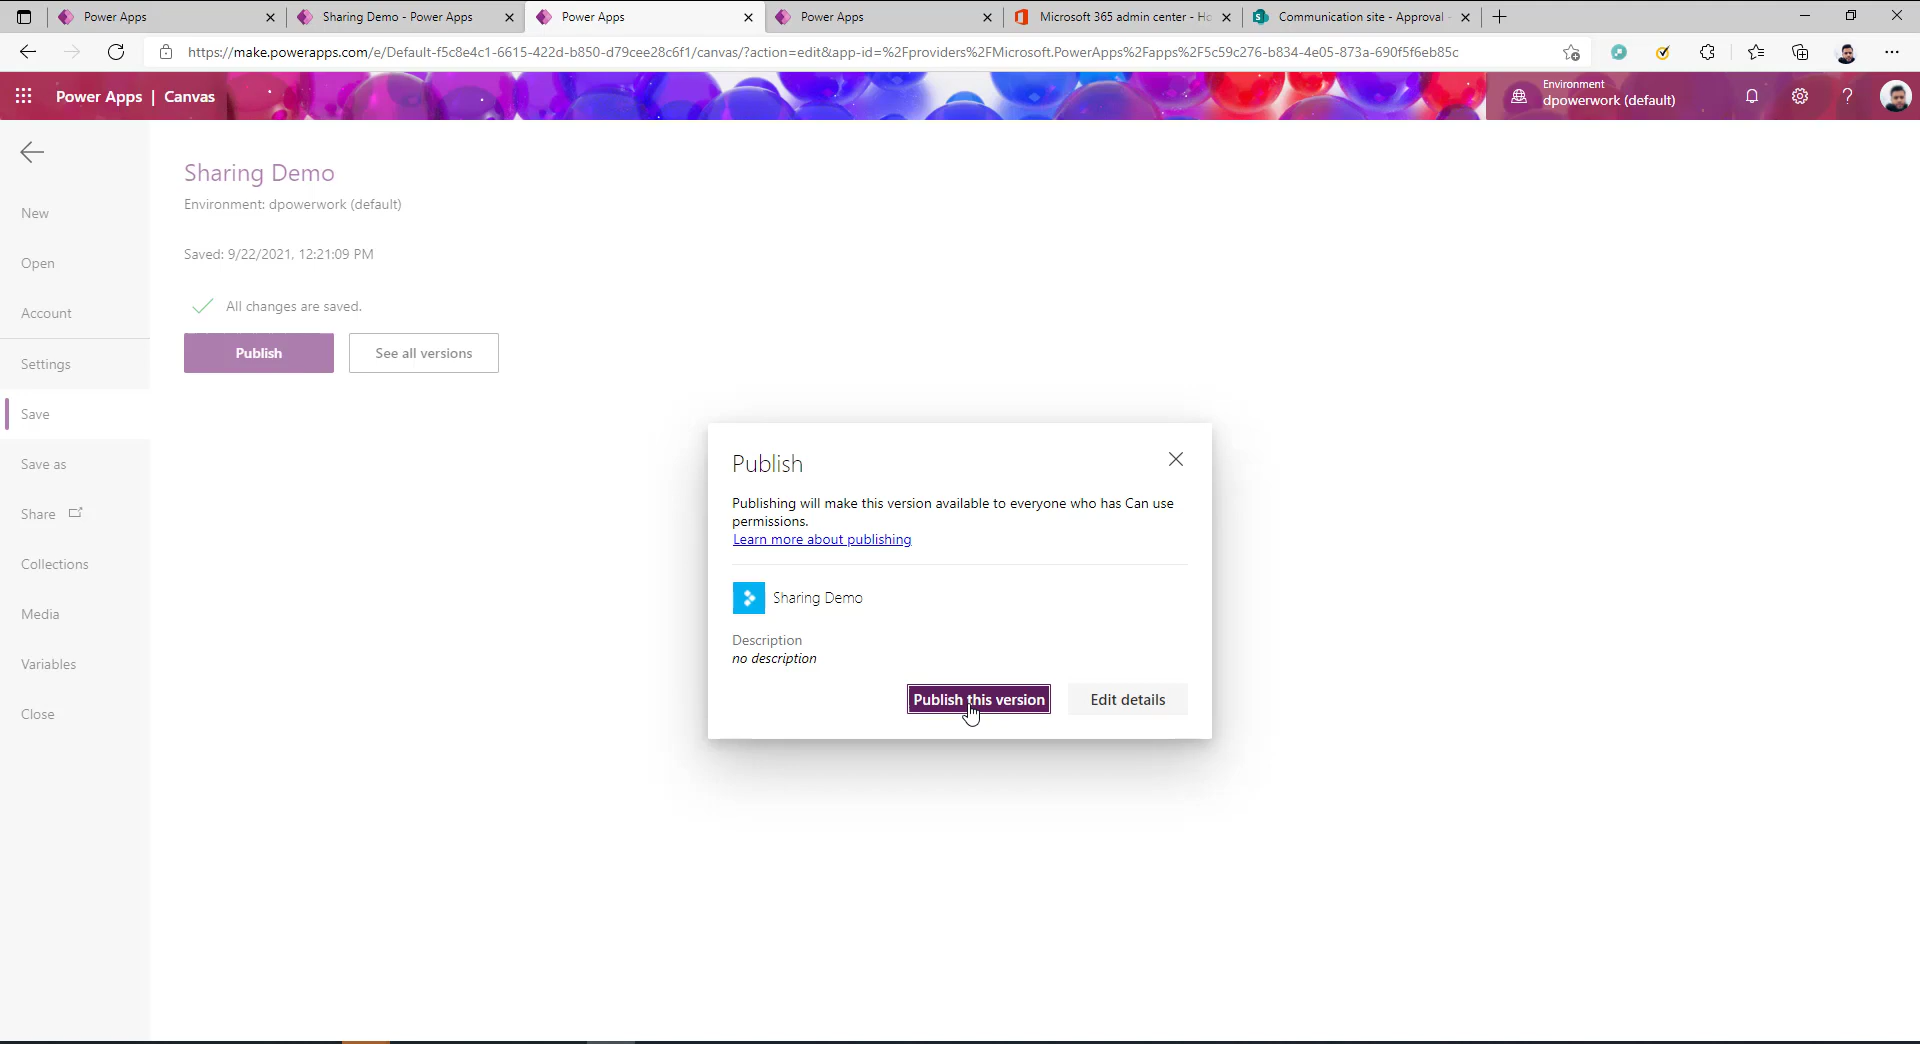 Power Apps
Sharing Demo - Power Apps
Power Apps
Power Apps
Microsoft 365 admin center - Ho
Communication site - Approval -
https://make.powerapps.com/e/Default-f5c8e4c1-6615-422d-b850-d79cee28c6f1/canvas/?action=edit&app-id=%2Fproviders%2FMicrosoft.PowerApps%2Fapps%2F5c59c276-b834-4e05-873a-690f5f6eb85c
Power Apps | Canvas
Environment
dpowerwork (default)
Sharing Demo
Environment: dpowerwork (default)
Saved: 9/22/2021, 12:21:09 PM
All changes are saved.
Publish
See all versions
New
Open
Account
Settings
Save
Save as
Share
Collections
Media
Variables
Close
Publish
Publishing will make this version available to everyone who has Can use
permissions.
Learn more about publishing
Sharing Demo
Description
no description
Publish this version
Edit details